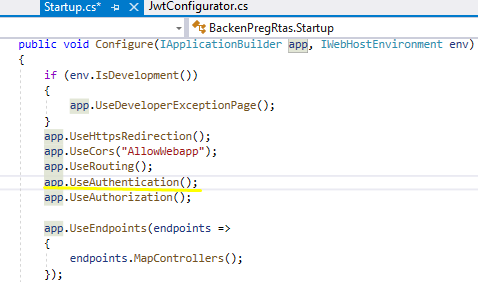 Startup.cs* JwtConfigurator.cs
BackenPregRtas.Startup
public void Configure(IApplicationBuilder app, IWebHostEnvironment env)
{
if (env.IsDevelopment())
{
app.UseDeveloperExceptionPage();
}
app.UseHttpsRedirection();
app.UseCors("AllowWebapp");
app.UseRouting();
app.UseAuthentication();
app.UseAuthorization();
app.UseEndpoints(endpoints =>
{
endpoints.MapControllers();
});